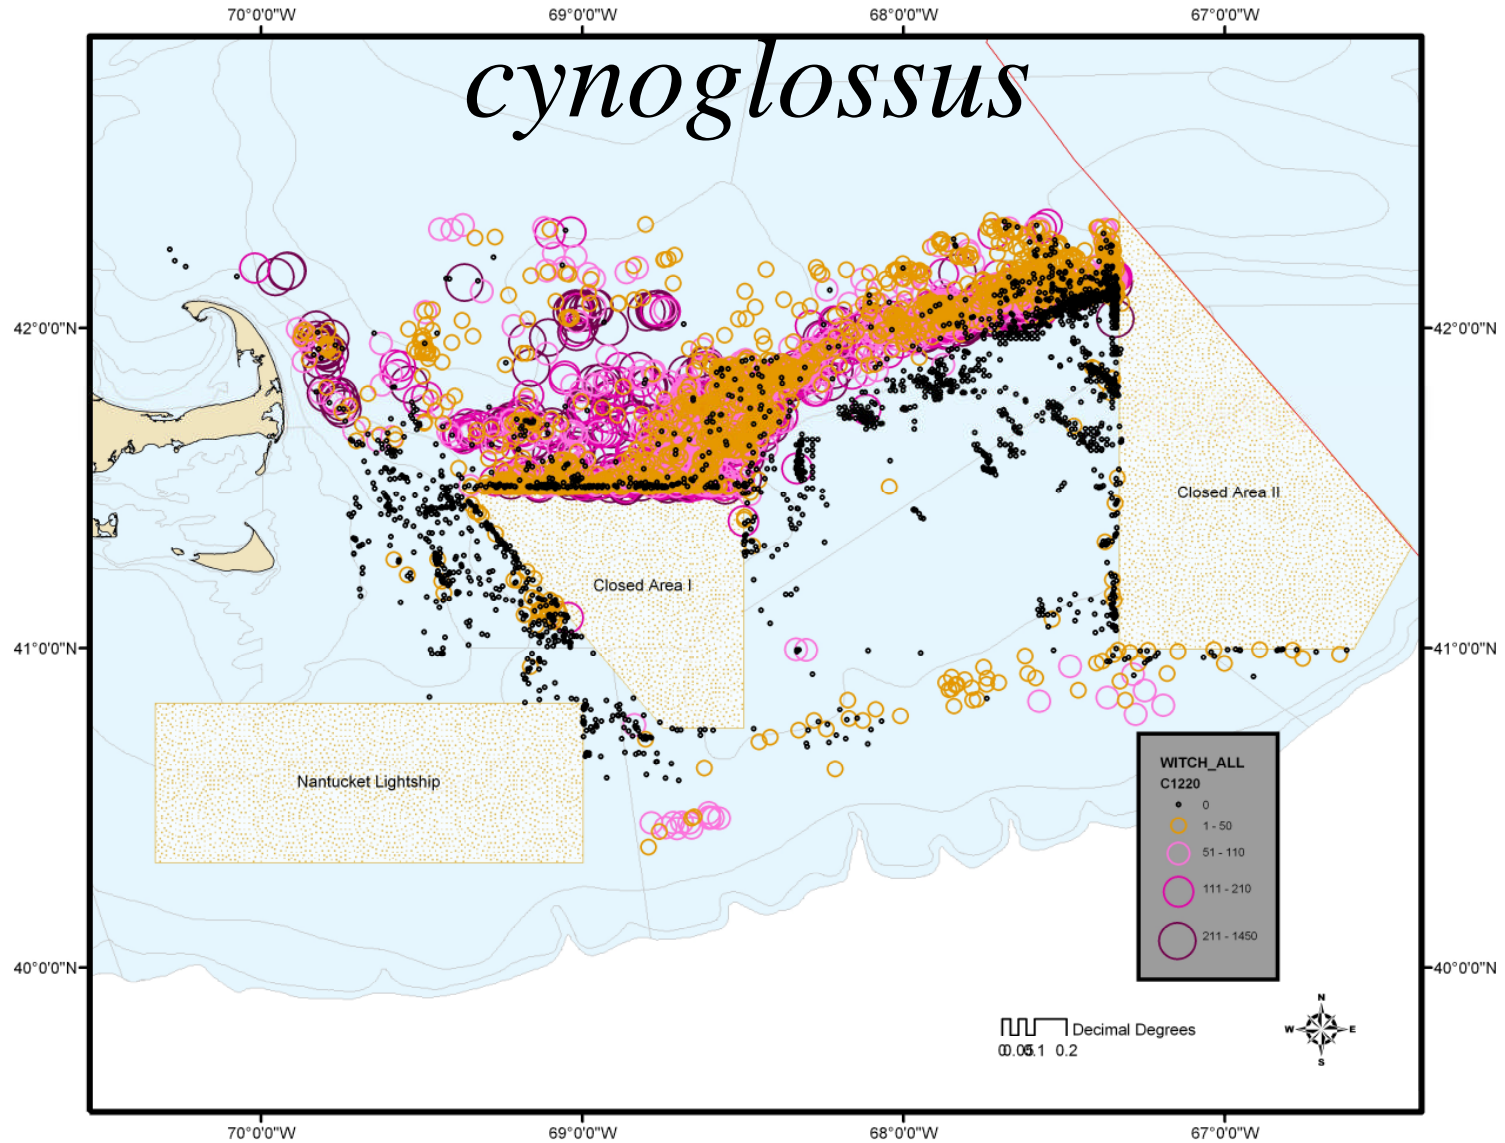 70°0'0"W 69°0'0"W 68°0'0"W 67°0'0"W
cynoglossus
42°0'0"N 42°0'0"N
Closed Area II
Closed Area I
41°0'0"N 41°0'0"N
Nantucket Lightship
WITCH_ALL
C1220
0
1 - 50
51 - 110
111 - 210
211 - 1450
40°0'0"N 40°0'0"N
N
W E
S
Decimal Degrees
0 0.05 0.1 0.2
70°0'0"W 69°0'0"W 68°0'0"W 67°0'0"W